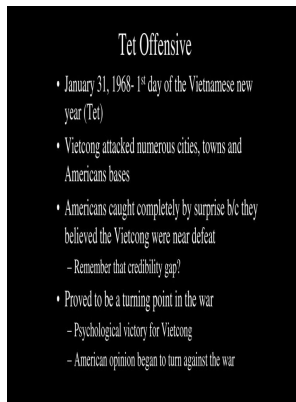 Tet Offensive
• January 31, 1968- 1st day of the Vietnamese new
year (Tet)
• Vietcong attacked numerous cities, towns and
Americans bases
• Americans caught completely by surprise b/c they
believed the Vietcong were near defeat
– Remember that credibility gap?
• Proved to be a turning point in the war
– Psychological victory for Vietcong
– American opinion began to turn against the war